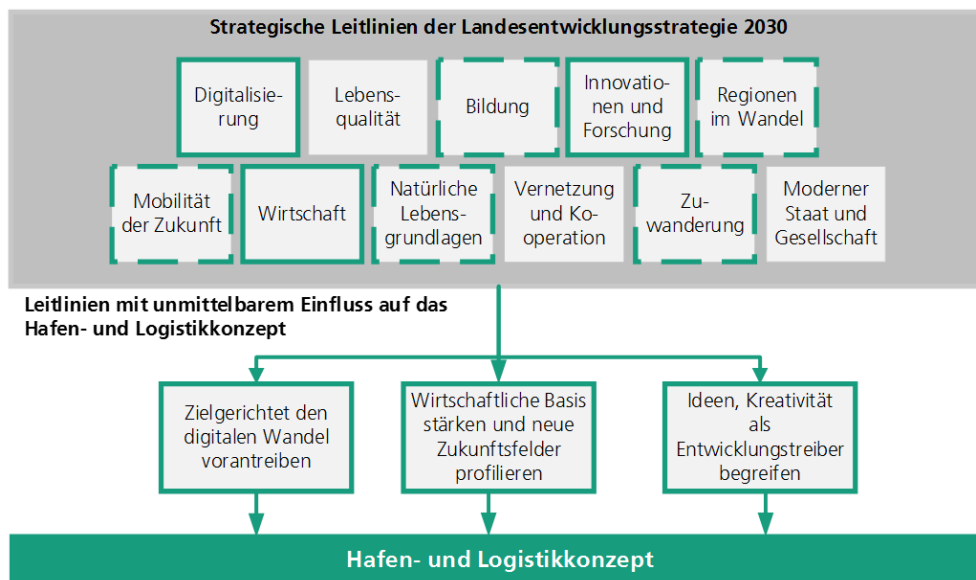 Strategische Leitlinien der Landesentwicklungsstrategie 2030
Digitalisie-
rung
Lebens-
qualität
Bildung
Innovatio-
nen und
Forschung
Regionen
im Wandel
Mobilität
der Zukunft
Wirtschaft
Natürliche
Lebens-
grundlagen
Vernetzung
und Ko-
operation
Zu-
wanderung
Moderner
Staat und
Gesellschaft
Leitlinien mit unmittelbarem Einfluss auf das
Hafen- und Logistikkonzept
Zielgerichtet den
digitalen Wandel
vorantreiben
Wirtschaftliche Basis
stärken und neue
Zukunftsfelder
profilieren
Ideen, Kreativität
als
Entwicklungstreiber
begreifen
Hafen- und Logistikkonzept